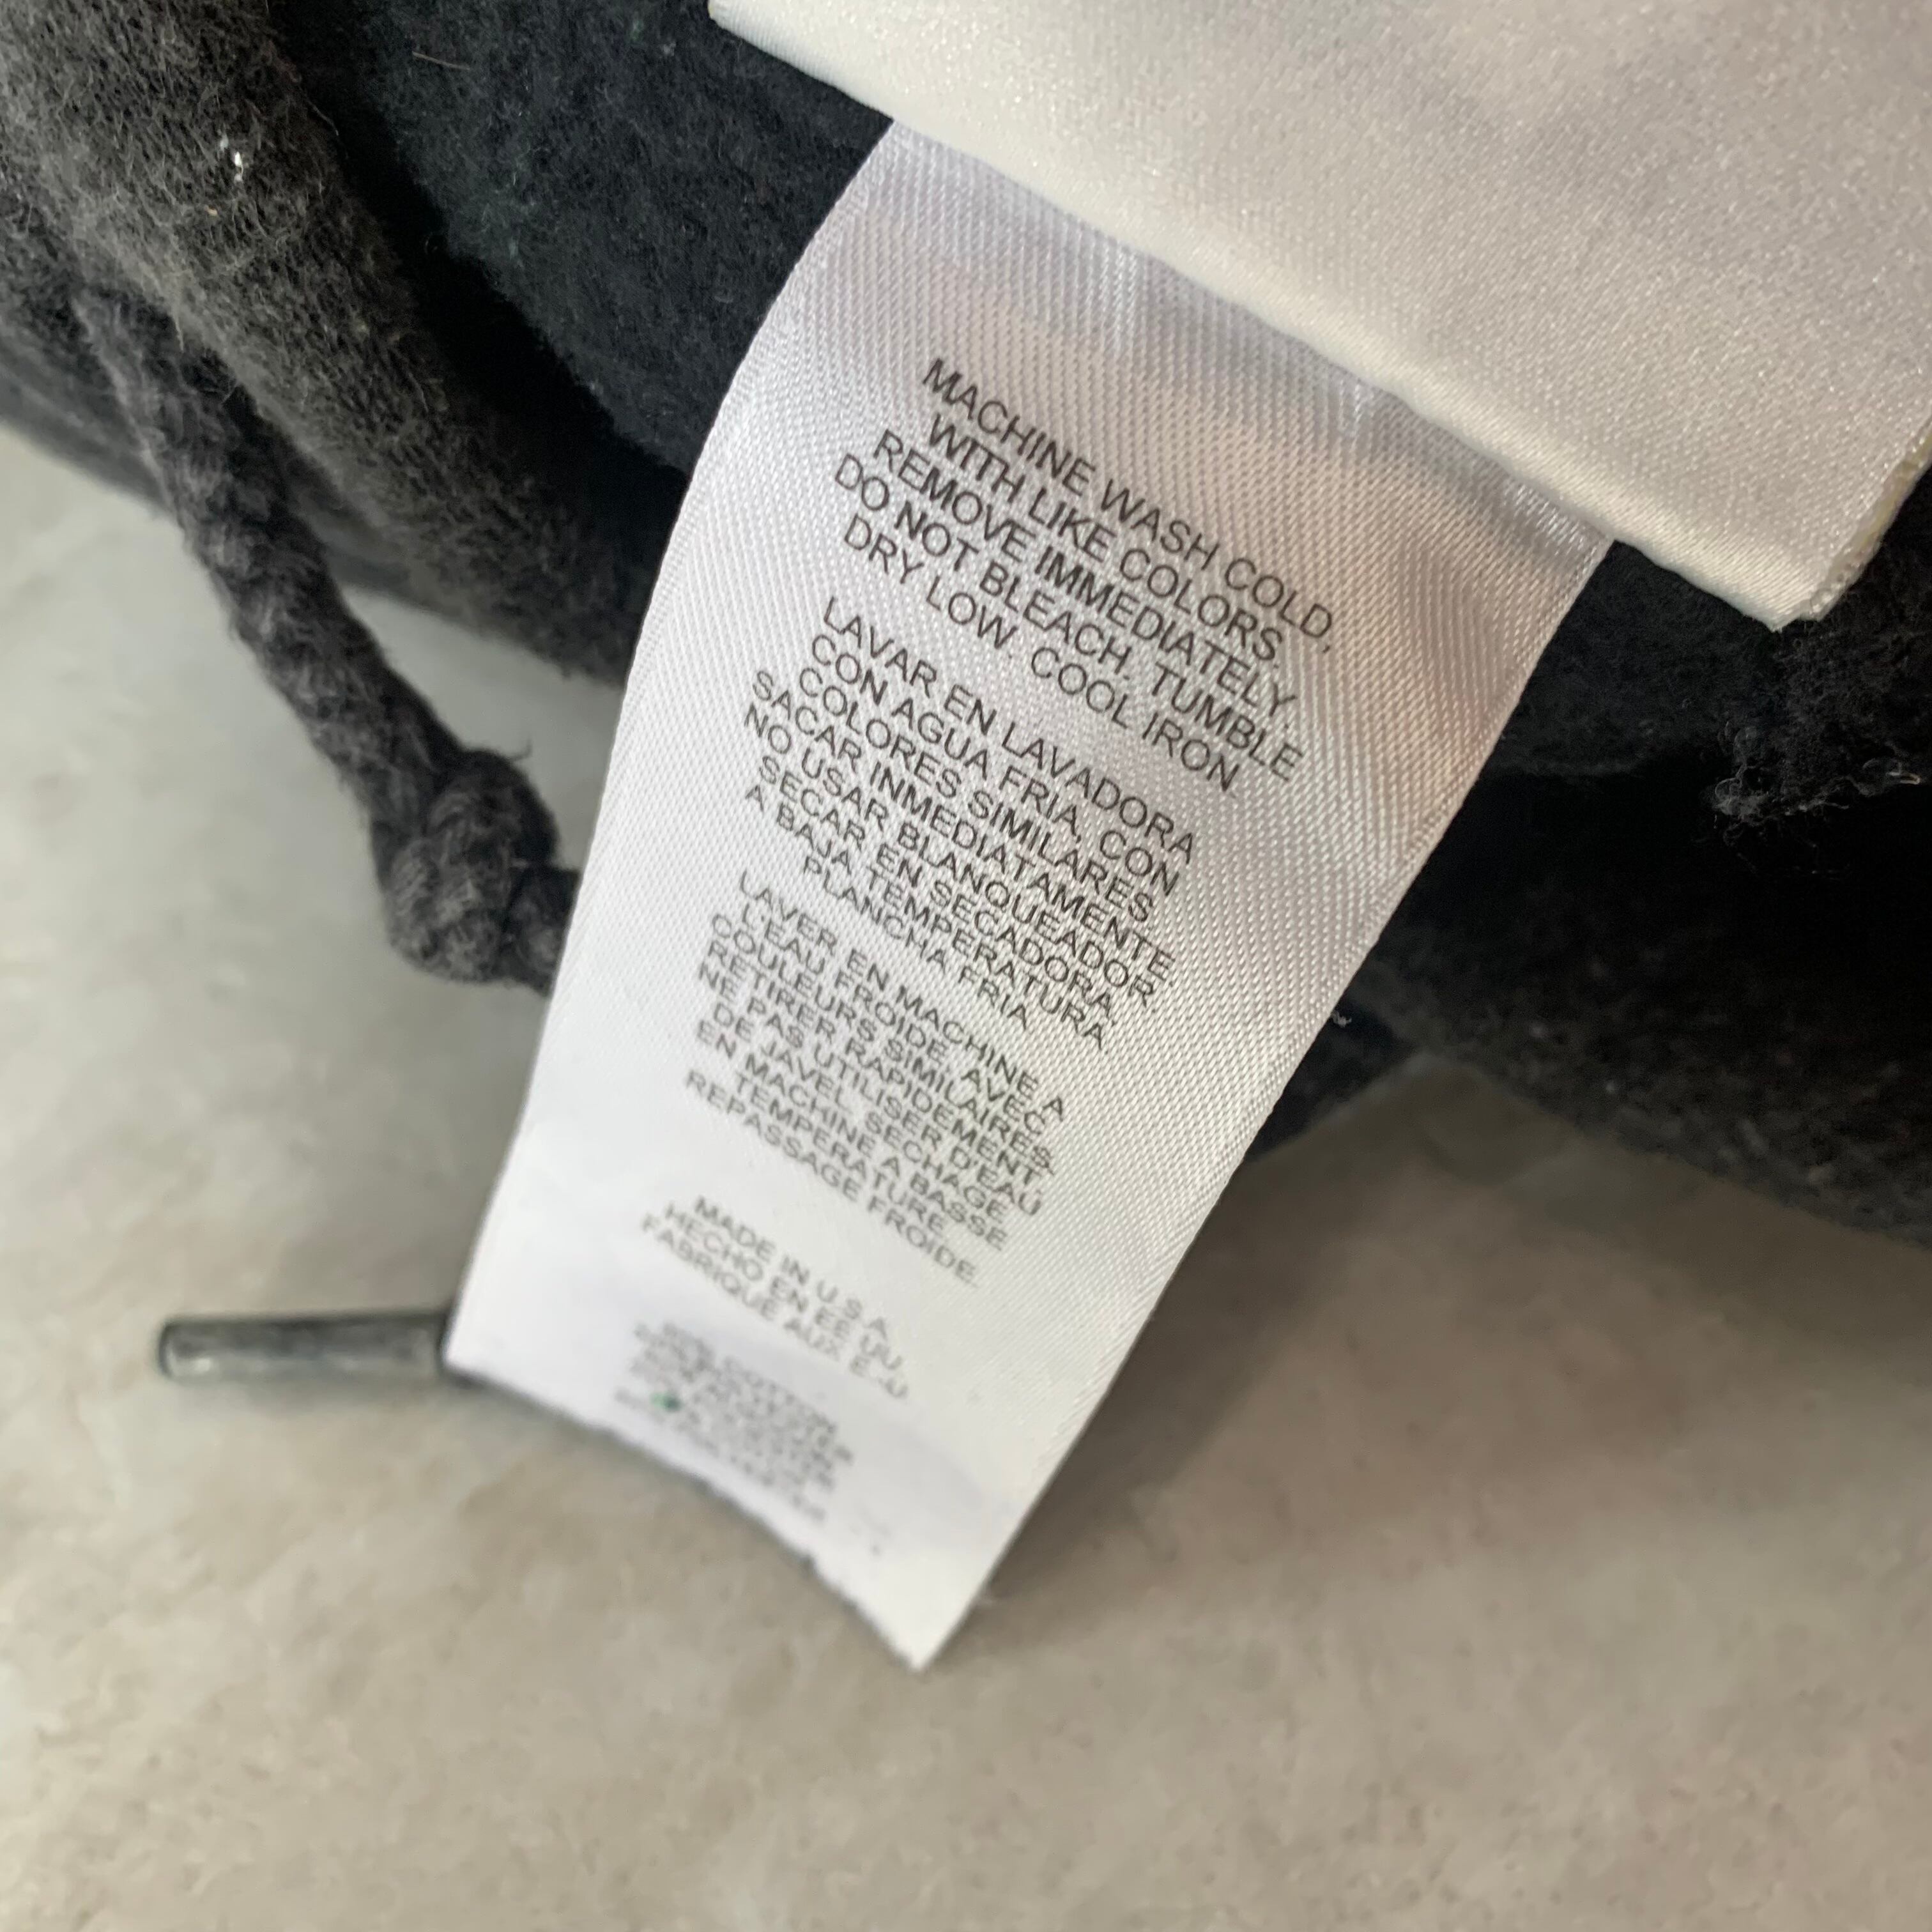 MACHINE WASH COLD,
WITH LIKE COLORS.
REMOVE IMMEDIATELY
DO NOT BLEACH. TUMBLE
DRY LOW. COOL IRON
LAVAR EN LAVADORA
CON AGUA FRIA, CON
COLORES SIMILARES.
SACAR INMEDIATAMENTE
NO USAR BLANQUEADOR.
SECAR EN SECADORA,
A BAJA TEMPERATURA.
PLANCHA FRIA
LAVER EN MACHINE A
L'EAU FROIDE, AVEC
COULEURS SIMILAIRES.
RETIRER RAPIDEMENT
NE PAS UTILISER D'EAU
DE JAVEL, SECHAGE
EN MACHINE A BASSE
TEMPERATURE
REPASSAGE FROIDE.
MADE IN U.S.A.
HECHO EN EE UU.
FABRIQUE AUX E-U
COTTON